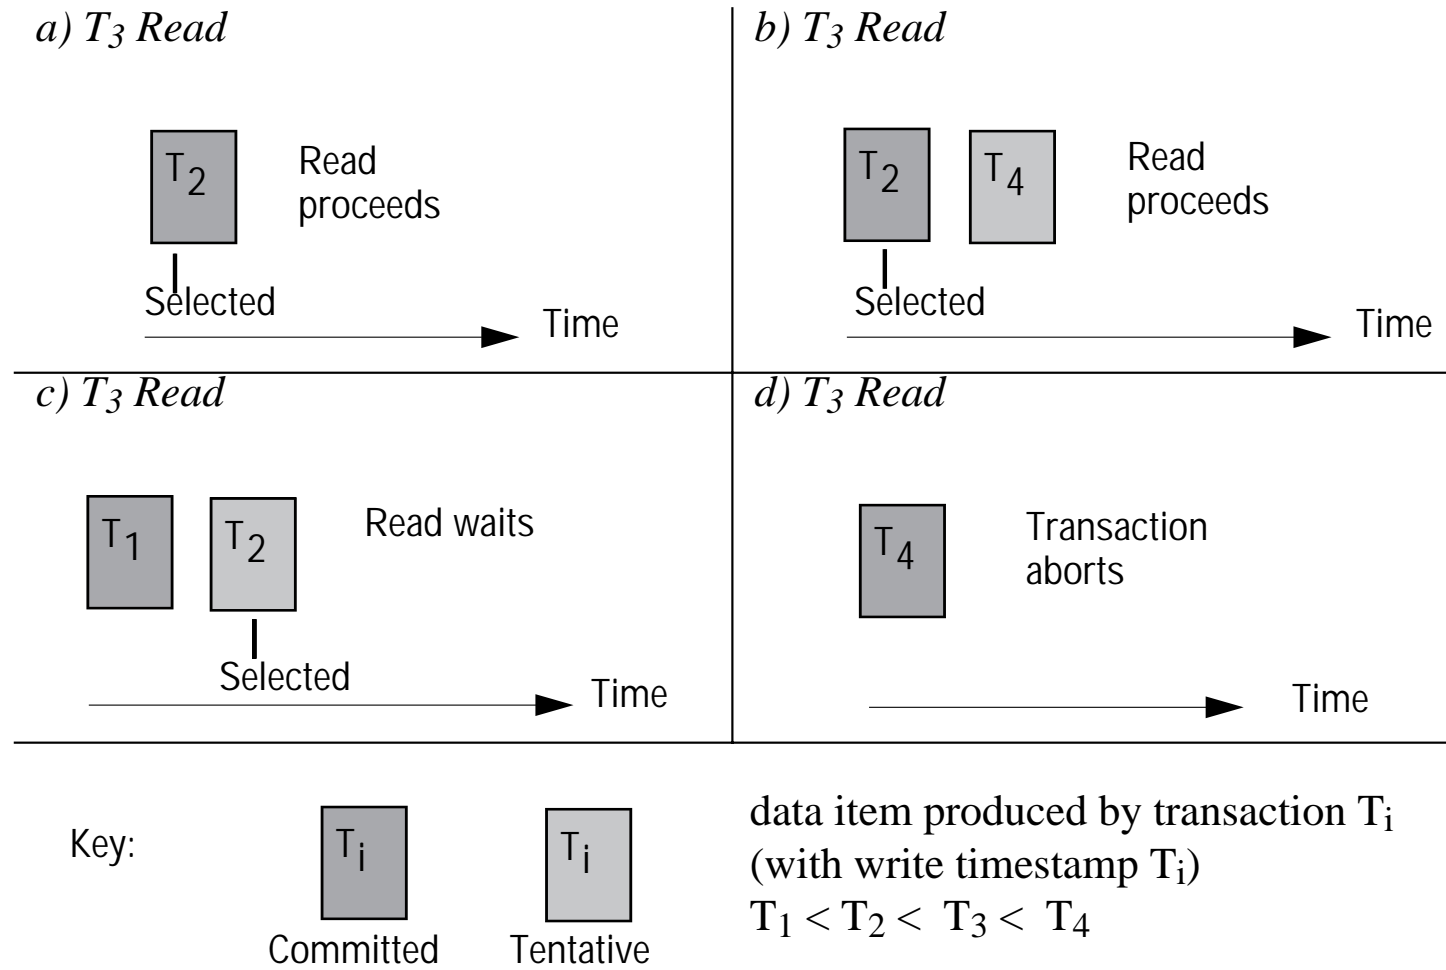 a) T3 Read
T2
Read
proceeds
Selected
Time
b) T3 Read
T2
T4
Read
proceeds
Selected
Time
c) T3 Read
T1
T2
Read waits
Selected
Time
d) T3 Read
T4
Transaction
aborts
Time
Key:
Ti
Committed
Ti
Tentative
data item produced by transaction Ti
(with write timestamp Ti)
T1 < T2 < T3 < T4